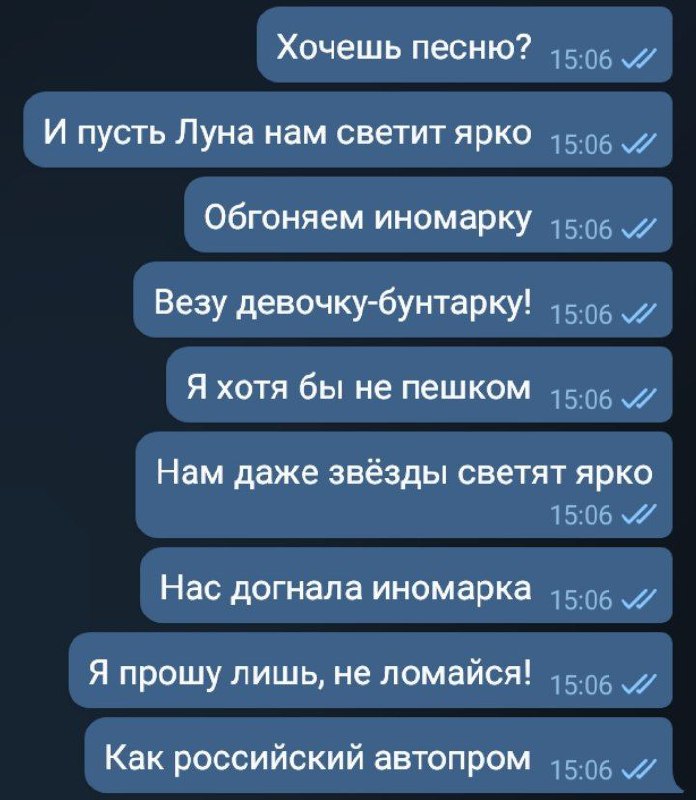 Хочешь песню? 15:06
И пусть Луна нам светит ярко 15:06
Обгоняем иномарку 15:06
Везу девочку-бунтарку! 15:06
Я хотя бы не пешком 15:06
Нам даже звёзды светят ярко
15:06
Нас догнала иномарка 15:06
Я прошу лишь, не ломайся! 15:06
Как российский автопром 15:06